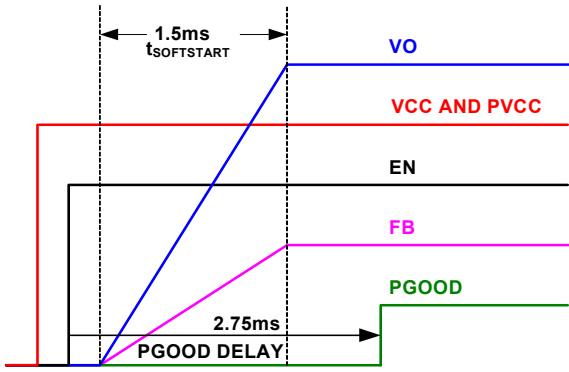 1.5ms
tSOFTSTART
VO
VCC AND PVCC
EN
FB
PGOOD
2.75ms
PGOOD DELAY